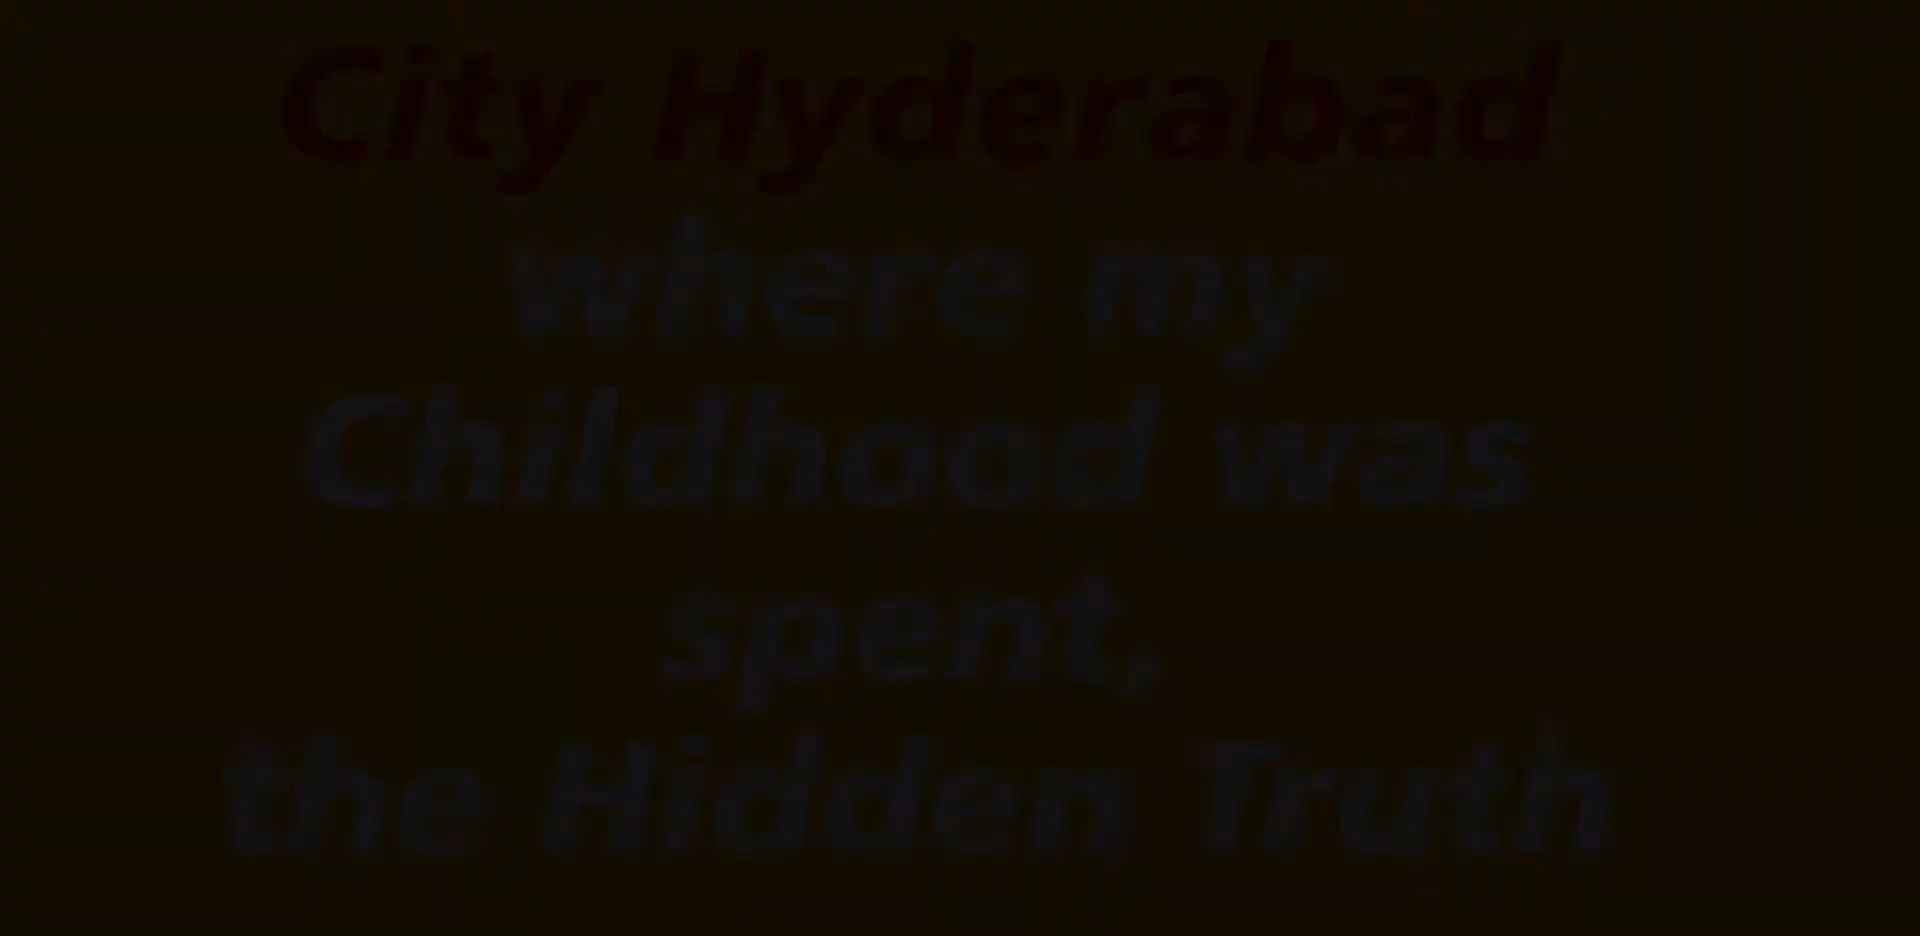 City Hyderabad
where my
Childhood was
spent,
the Hidden Truth